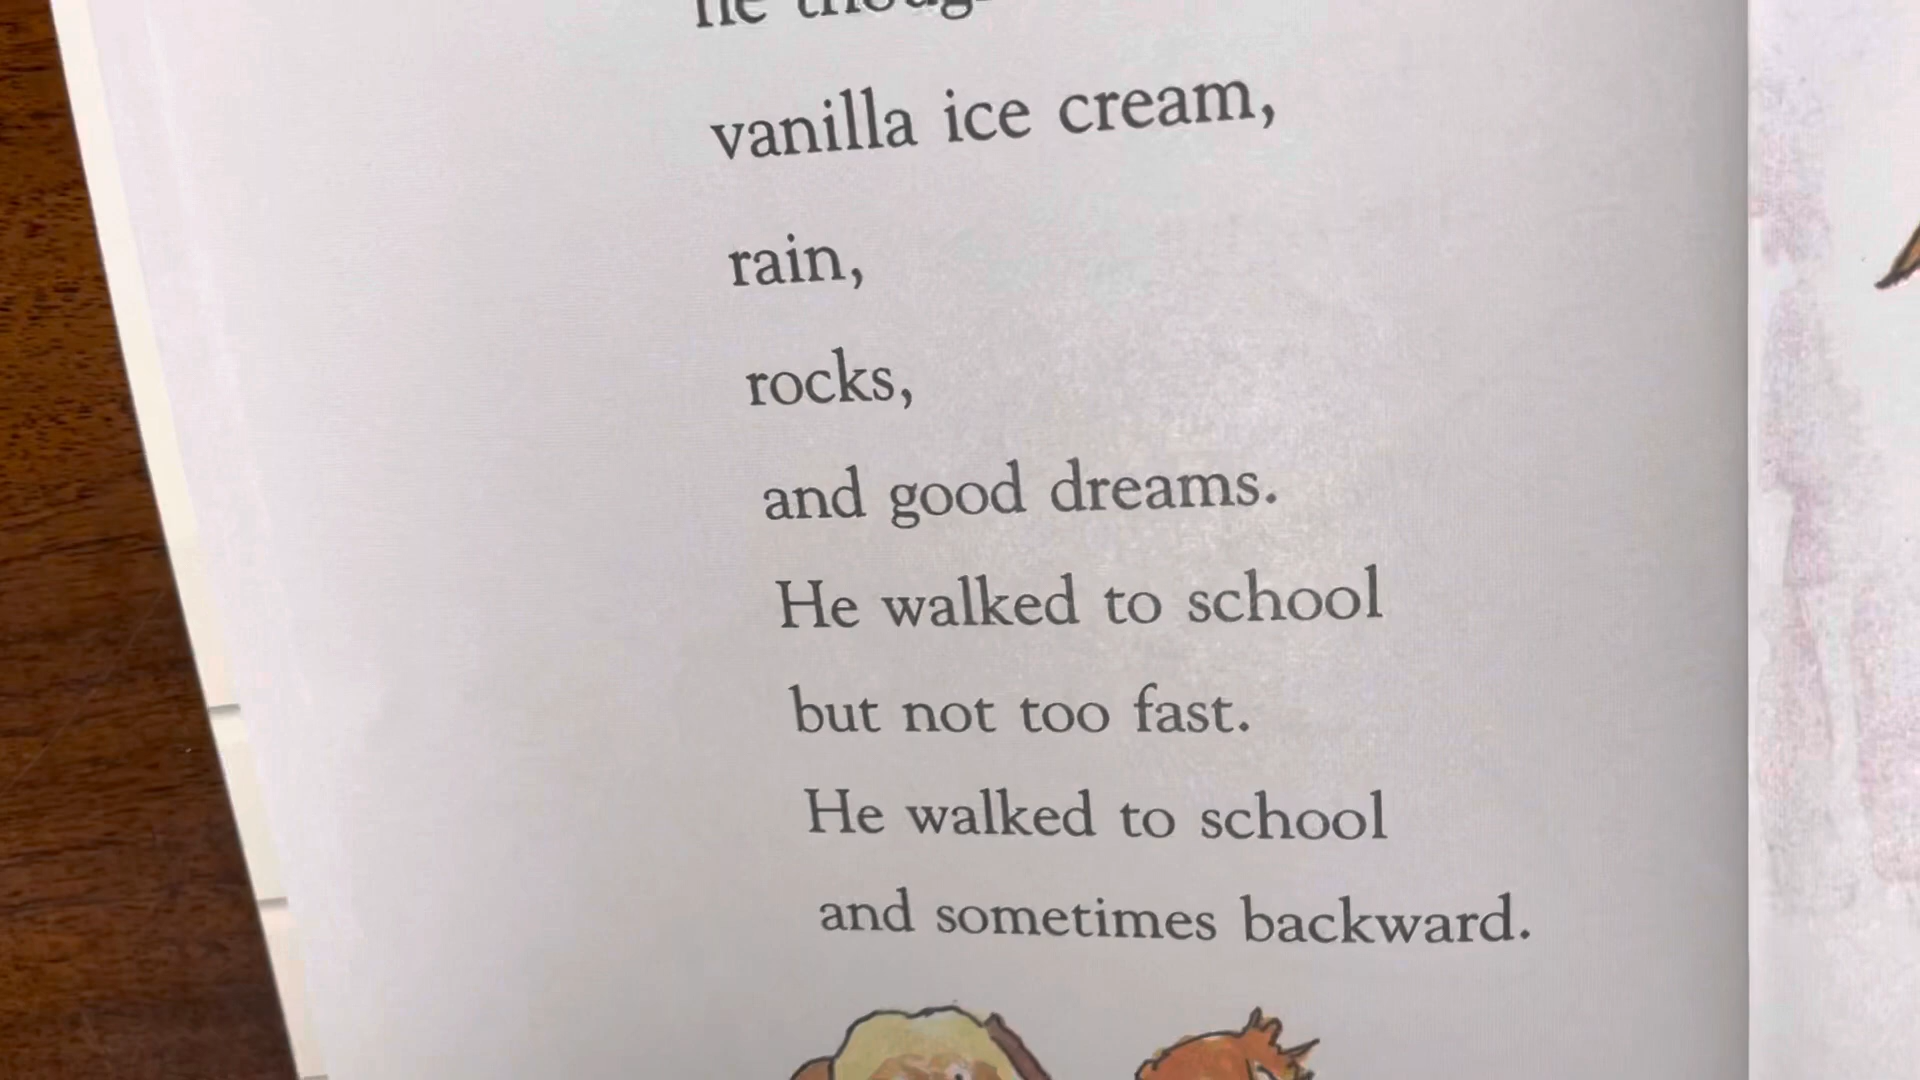 he
vanilla ice cream,
rain,
rocks,
and good dreams.
He walked to school
but not too fast.
He walked to school
and sometimes backward.